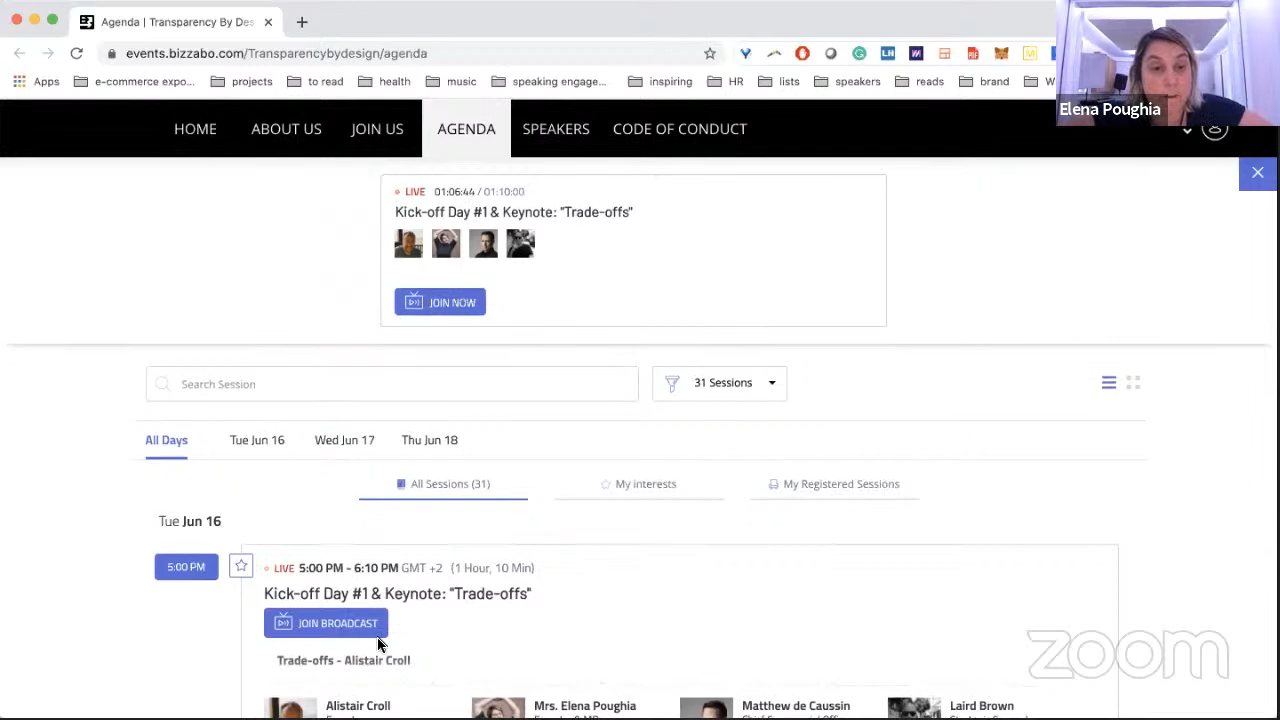 Agenda | Transparency By Des
events.bizzabo.com/Transparencybydesign/agenda
Apps e-commerce expo... projects to read health music speaking engage... inspiring HR lists speakers reads brand W
Elena Poughia
HOME ABOUT US JOIN US AGENDA SPEAKERS CODE OF CONDUCT
LIVE 01:06:44 / 01:10:00
Kick-off Day #1 & Keynote: "Trade-offs"
JOIN NOW
Search Session
31 Sessions
All Days Tue Jun 16 Wed Jun 17 Thu Jun 18
All Sessions (31) My interests My Registered Sessions
Tue Jun 16
5:00 PM
LIVE 5:00 PM - 6:10 PM GMT +2 (1 Hour, 10 Min)
Kick-off Day #1 & Keynote: "Trade-offs"
JOIN BROADCAST
Trade-offs - Alistair Croll
zoom
Alistair Croll Mrs. Elena Poughia Matthew de Caussin Laird Brown